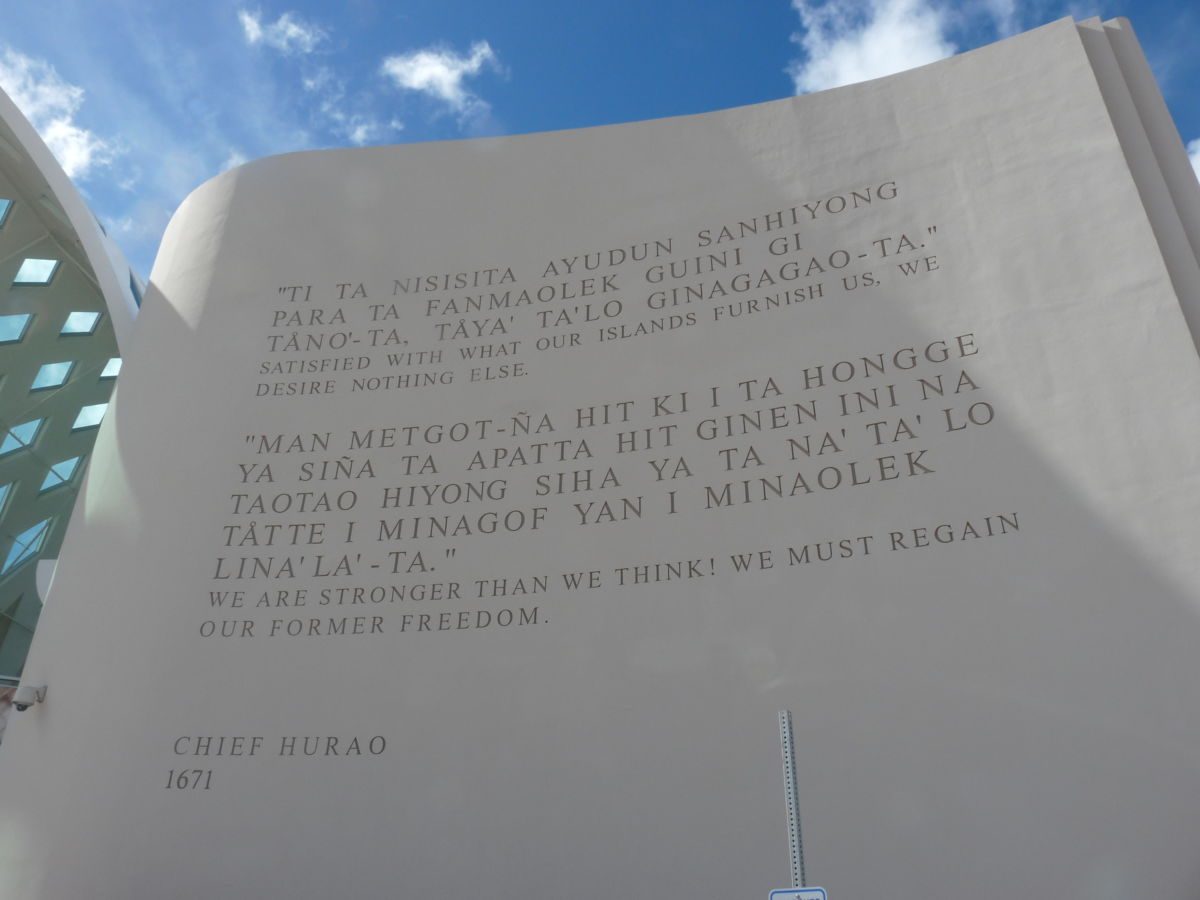 "TI TA NISISITA AYUDUN SANHIYONG
PARA TA FANMAOLEK GUINI GI
TÅNO'-TA, TÅYA' TA'LO GINAGAGAO-TA."
SATISFIED WITH WHAT OUR ISLANDS FURNISH US, WE
DESIRE NOTHING ELSE.
"MAN METGOT-ÑA HIT KI I TA HONGGE
YA SIÑA TA APATTA HIT GINEN INI NA
TAOTAO HIYONG SIHA YA TA NA' TA' LO
TÅTTE I MINAGOF YAN I MINAOLEK
LINA'LA'-TA."
WE ARE STRONGER THAN WE THINK! WE MUST REGAIN
OUR FORMER FREEDOM.
CHIEF HURAO
1671